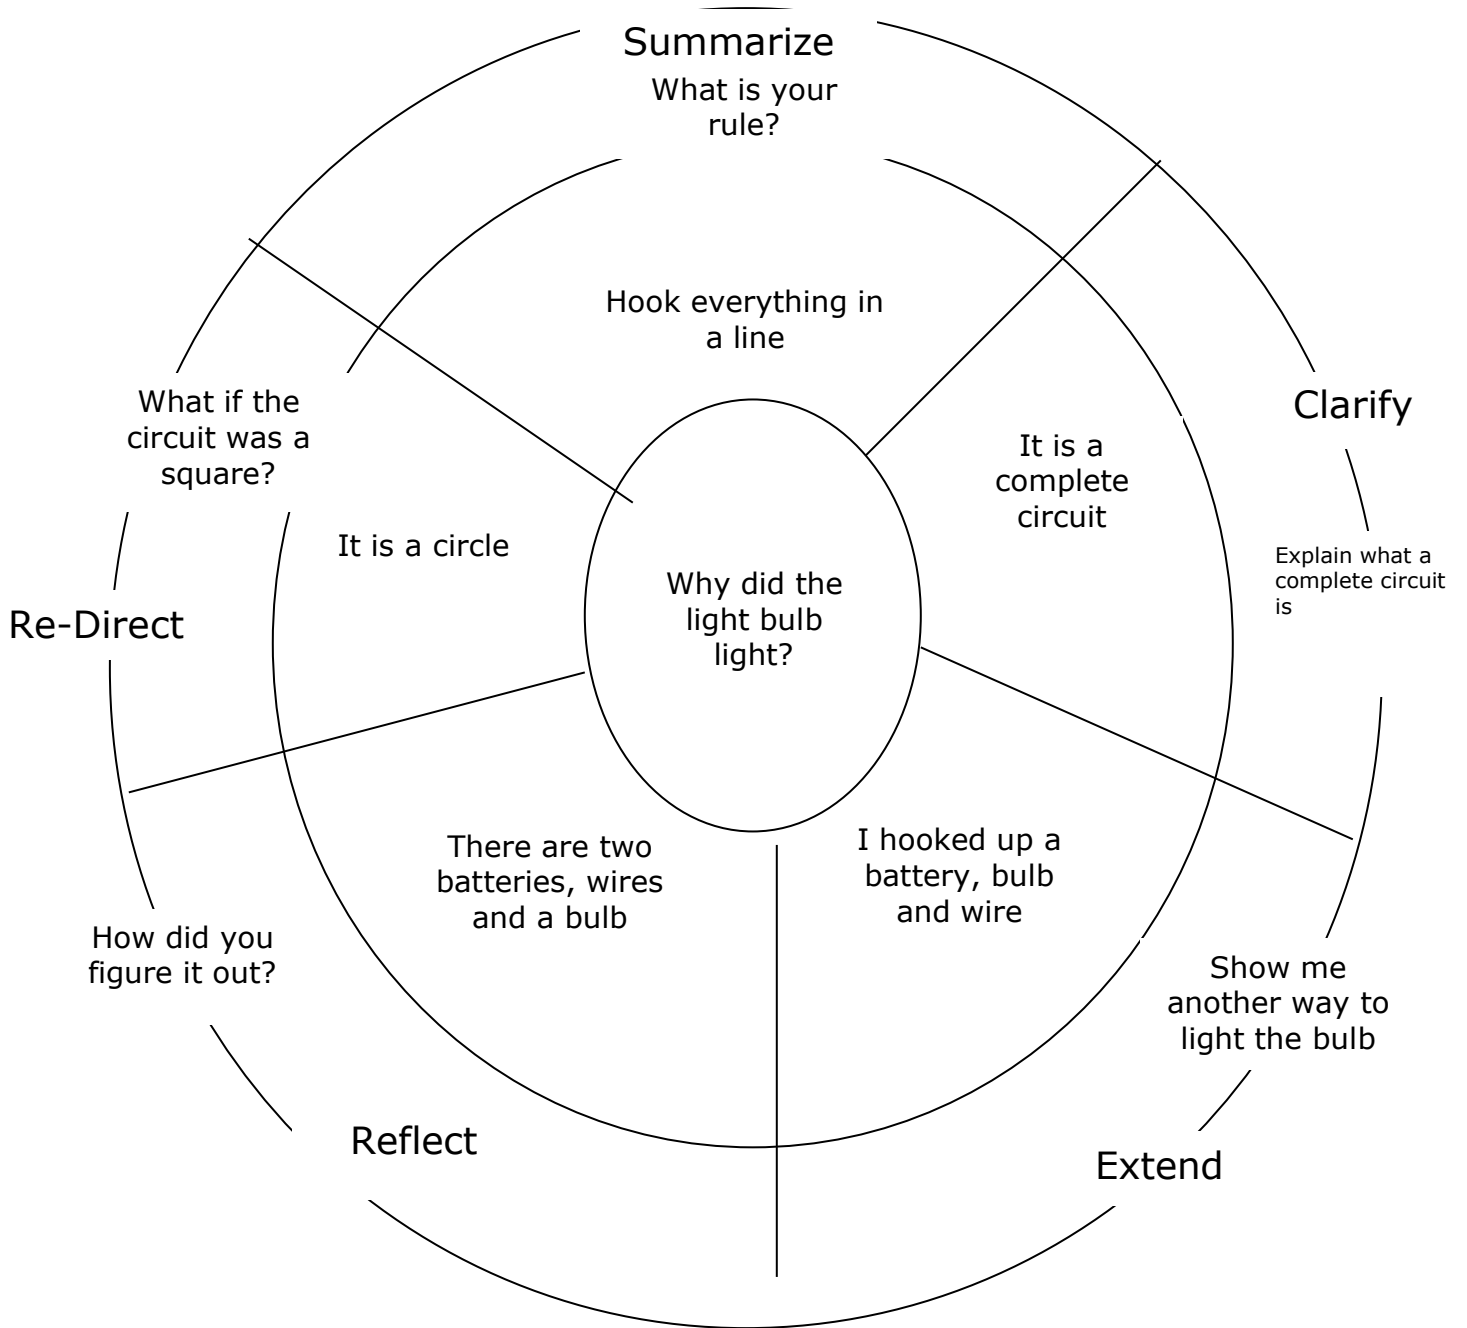 Summarize
What is your
rule?
Hook everything in
a line
What if the
circuit was a
square?
Clarify
It is a
complete
circuit
It is a circle
Explain what a
complete circuit
is
Why did the
light bulb
light?
Re-Direct
There are two
batteries, wires
and a bulb
I hooked up a
battery, bulb
and wire
How did you
figure it out?
Show me
another way to
light the bulb
Reflect
Extend